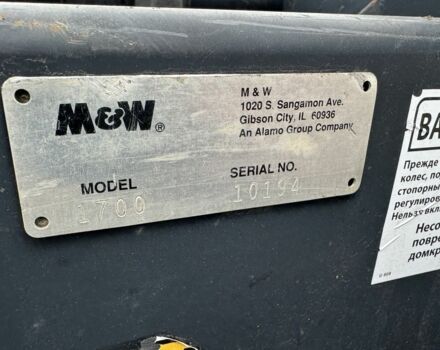 M&W®
M & W
1020 S. Sangamon Ave.
Gibson City, IL 60936
An Alamo Group Company
MODEL
1700
SERIAL NO.
10194
ВА
Прежде
колес, по
стопорны
регулиров
Нельзя вкл
Несо
повре
домкр